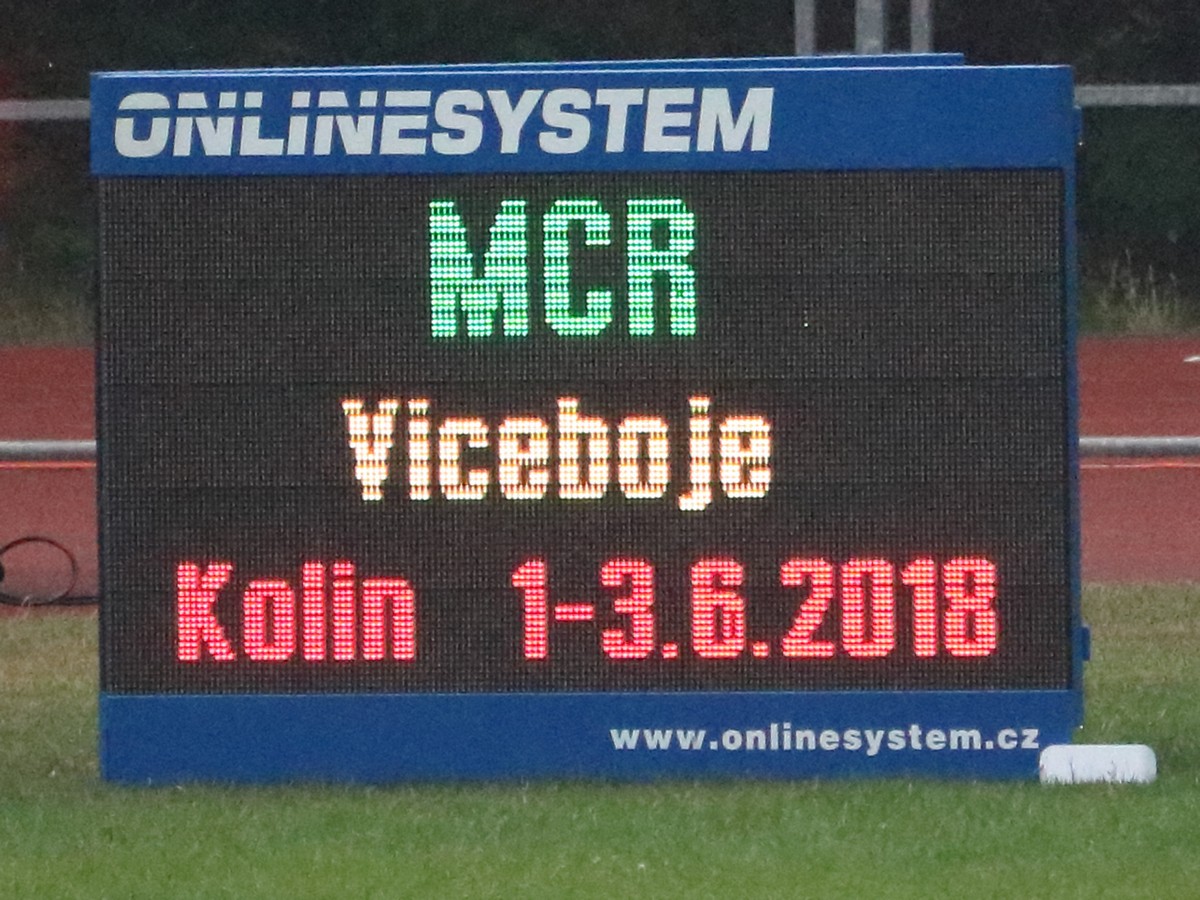 ONLINESYSTEM
MCR
Viceboje
Kolin 1-3.6.2018
www.onlinesystem.cz